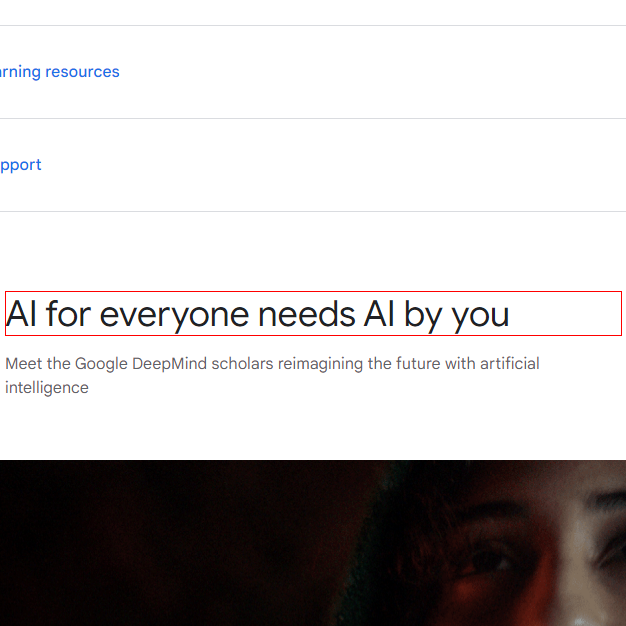 arning resources
pport
AI for everyone needs AI by you
Meet the Google DeepMind scholars reimagining the future with artificial
intelligence